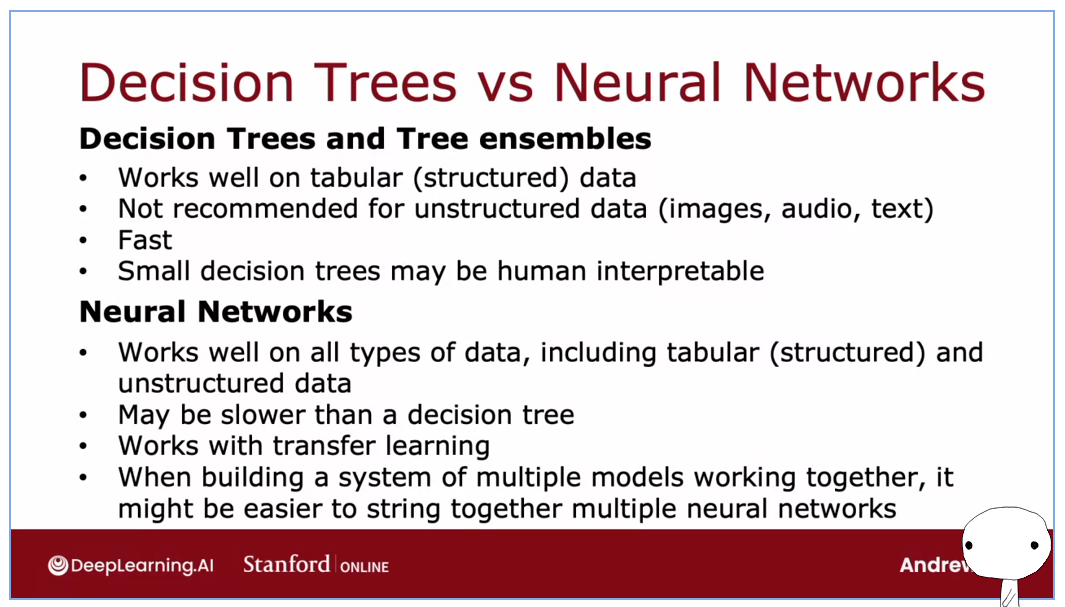 Decision Trees vs Neural Networks
Decision Trees and Tree ensembles
• Works well on tabular (structured) data
• Not recommended for unstructured data (images, audio, text)
• Fast
• Small decision trees may be human interpretable
Neural Networks
• Works well on all types of data, including tabular (structured) and
unstructured data
• May be slower than a decision tree
• Works with transfer learning
• When building a system of multiple models working together, it
might be easier to string together multiple neural networks
DeepLearning.AI Stanford | ONLINE Andrew